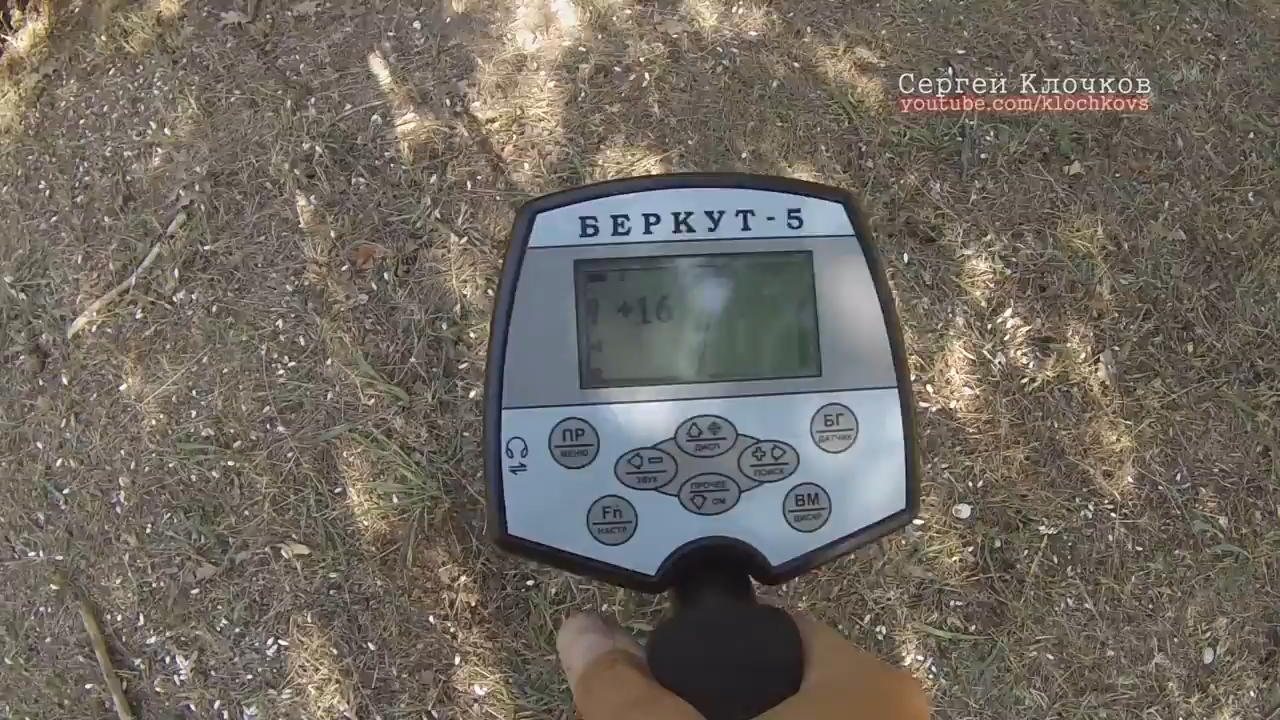 Сергей Клочков
youtube.com/klochkovs
БЕРКУТ-5
+16
ПР
МЕНЮ
ДИСП
БГ
ДАТЧИК
ЗВУК
ПОИСК
ПРОЧЕЕ
ОМ
Fn
НАСТР
ВМ
ДИСКР